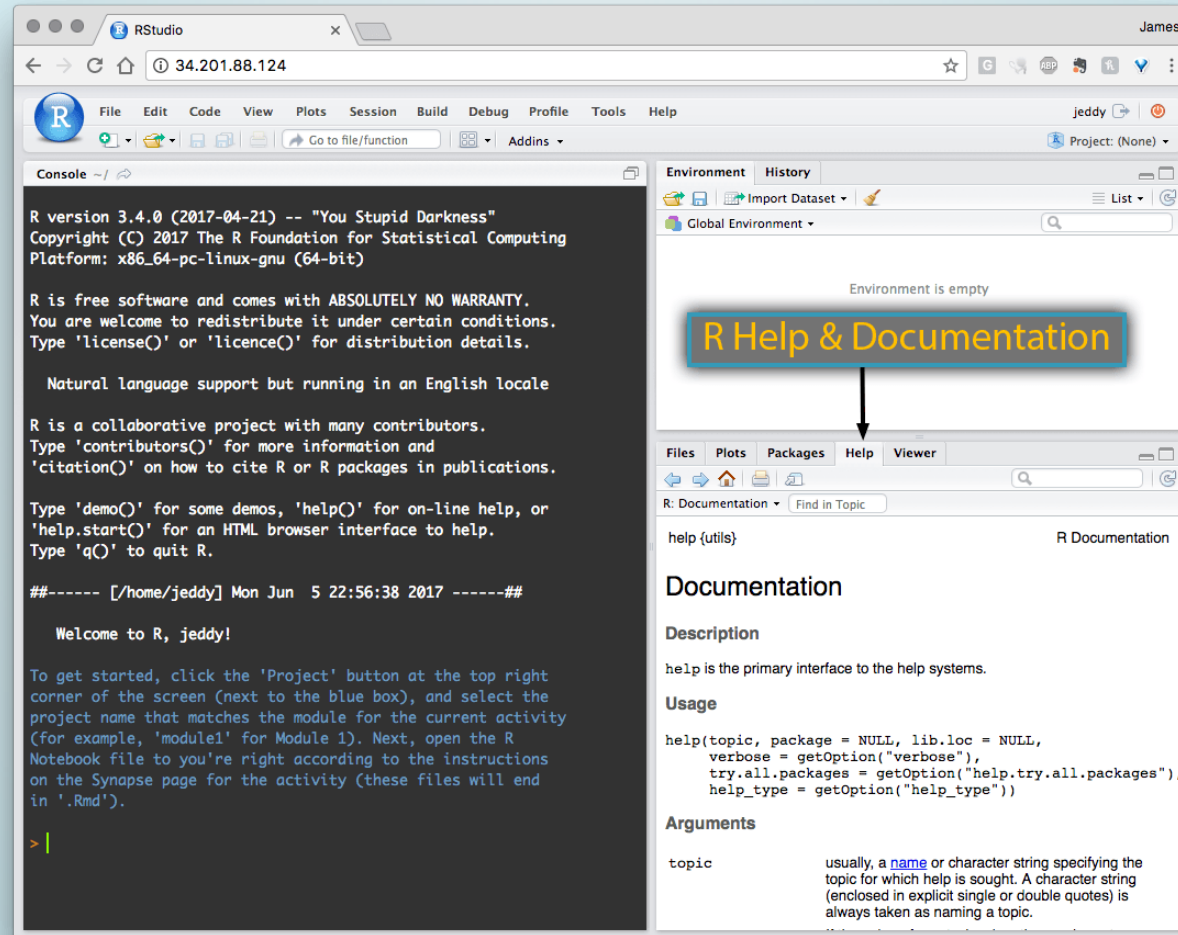 RStudio
James
34.201.88.124
G
ABP
R
File Edit Code View Plots Session Build Debug Profile Tools Help
jeddy
Go to file/function
Addins
Project: (None)
Console ~/
R version 3.4.0 (2017-04-21) -- "You Stupid Darkness"
Copyright (C) 2017 The R Foundation for Statistical Computing
Platform: x86_64-pc-linux-gnu (64-bit)
R is free software and comes with ABSOLUTELY NO WARRANTY.
You are welcome to redistribute it under certain conditions.
Type 'license()' or 'licence()' for distribution details.
Natural language support but running in an English locale
R is a collaborative project with many contributors.
Type 'contributors()' for more information and
'citation()' on how to cite R or R packages in publications.
Type 'demo()' for some demos, 'help()' for on-line help, or
'help.start()' for an HTML browser interface to help.
Type 'q()' to quit R.
##------ [/home/jeddy] Mon Jun  5 22:56:38 2017 ------##
Welcome to R, jeddy!
To get started, click the 'Project' button at the top right
corner of the screen (next to the blue box), and select the
project name that matches the module for the current activity
(for example, 'module1' for Module 1). Next, open the R
Notebook file to you're right according to the instructions
on the Synapse page for the activity (these files will end
in '.Rmd').
>
Environment History
Import Dataset
List
Global Environment
Environment is empty
R Help & Documentation
Files Plots Packages Help Viewer
R: Documentation
Find in Topic
help {utils}
R Documentation
Documentation
Description
help is the primary interface to the help systems.
Usage
help(topic, package = NULL, lib.loc = NULL,
verbose = getOption("verbose"),
try.all.packages = getOption("help.try.all.packages"),
help_type = getOption("help_type"))
Arguments
topic
usually, a name or character string specifying the
topic for which help is sought. A character string
(enclosed in explicit single or double quotes) is
always taken as naming a topic.